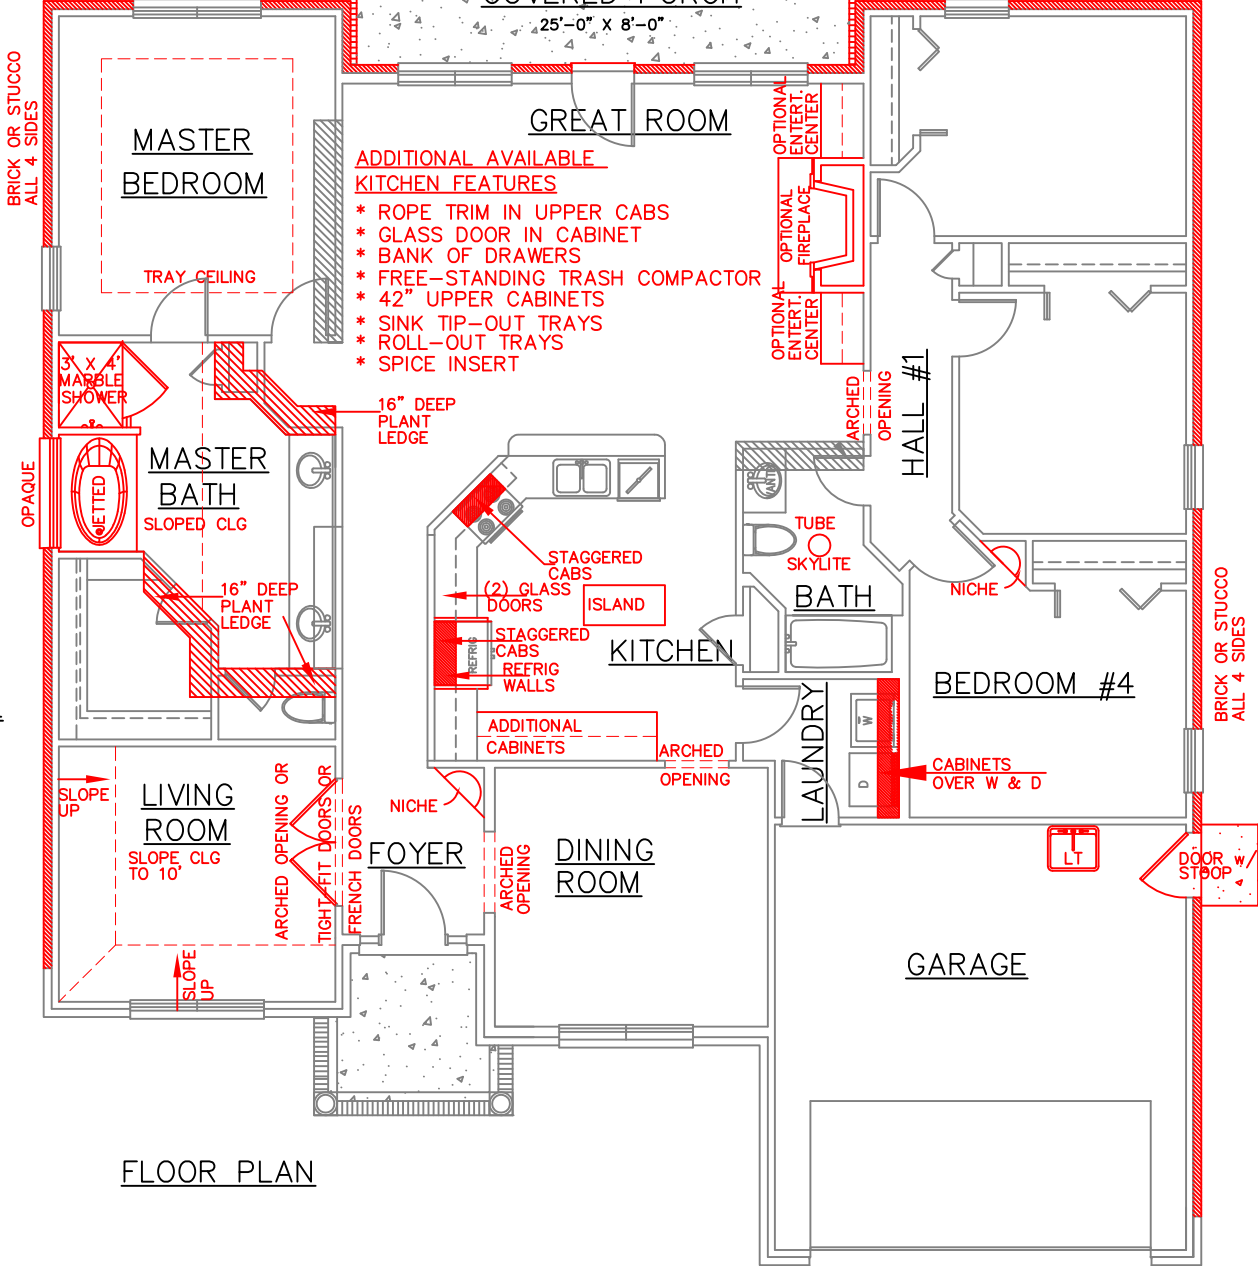 25'-0" X 8'-0"
BRICK OR STUCCO
ALL 4 SIDES
MASTER
BEDROOM
TRAY CEILING
GREAT ROOM
ADDITIONAL AVAILABLE
KITCHEN FEATURES
* ROPE TRIM IN UPPER CABS
* GLASS DOOR IN CABINET
* BANK OF DRAWERS
* FREE-STANDING TRASH COMPACTOR
* 42" UPPER CABINETS
* SINK TIP-OUT TRAYS
* ROLL-OUT TRAYS
* SPICE INSERT
OPTIONAL
ENTERT.
CENTER
OPTIONAL
FIREPLACE
OPTIONAL
ENTERT.
CENTER
3' X 4'
MARBLE
SHOWER
16" DEEP
PLANT
LEDGE
ARCHED
OPENING
HALL #1
OPAQUE
JETTED
MASTER
BATH
SLOPED CLG
16" DEEP
PLANT
LEDGE
STAGGERED
CABS
(2) GLASS
DOORS
ISLAND
STAGGERED
CABS
REFRIG
REFRIG
WALLS
KITCHEN
ADDITIONAL
CABINETS
ARCHED
OPENING
TUBE
SKYLITE
BATH
NICHE
BEDROOM #4
BRICK OR STUCCO
ALL 4 SIDES
LAUNDRY
W
D
CABINETS
OVER W & D
SLOPE
UP
LIVING
ROOM
SLOPE CLG
TO 10'
ARCHED OPENING OR
TIGHT-FIT DOORS OR
FRENCH DOORS
NICHE
FOYER
ARCHED
OPENING
DINING
ROOM
LT
DOOR w/
STOOP
SLOPE
UP
GARAGE
FLOOR PLAN